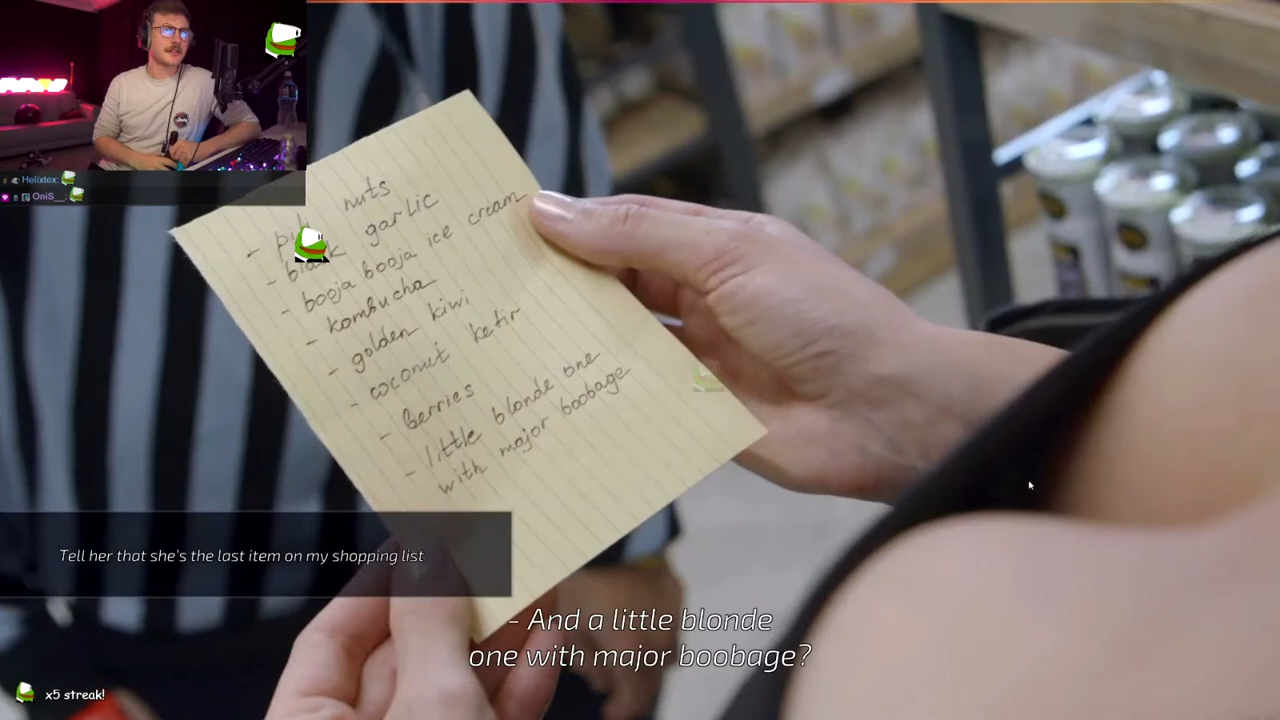 Helixtex:
OniS__:
nuts
- garlic
- booja booja ice cream
- kombucha
- golden kiwi
- coconut kefir
- Berries
- little blonde one
with major boobage
Tell her that she's the last item on my shopping list
- And a little blonde
one with major boobage?
x5 streak!